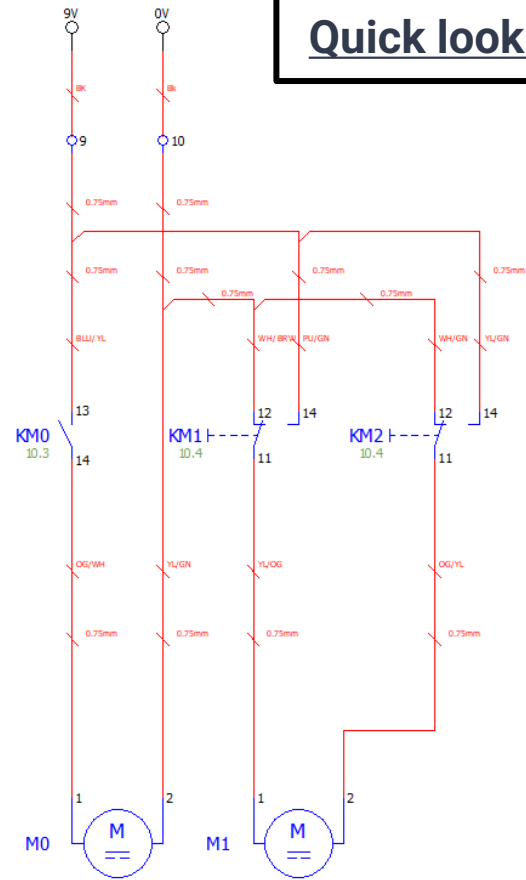 9V 0V
Quick look
BK Bk
9 10
0.75mm 0.75mm
0.75mm 0.75mm 0.75mm 0.75mm
0.75mm 0.75mm
BLU/YL WH/BRW PU/GN WH/GN YL/GN
13 12 14 12 14
KM0 KM1 KM2
10.3 10.4 10.4
14 11 11
OG/WH YL/GN YL/OG OG/YL
0.75mm 0.75mm 0.75mm 0.75mm
1 2 1 2
M0 M M1 M